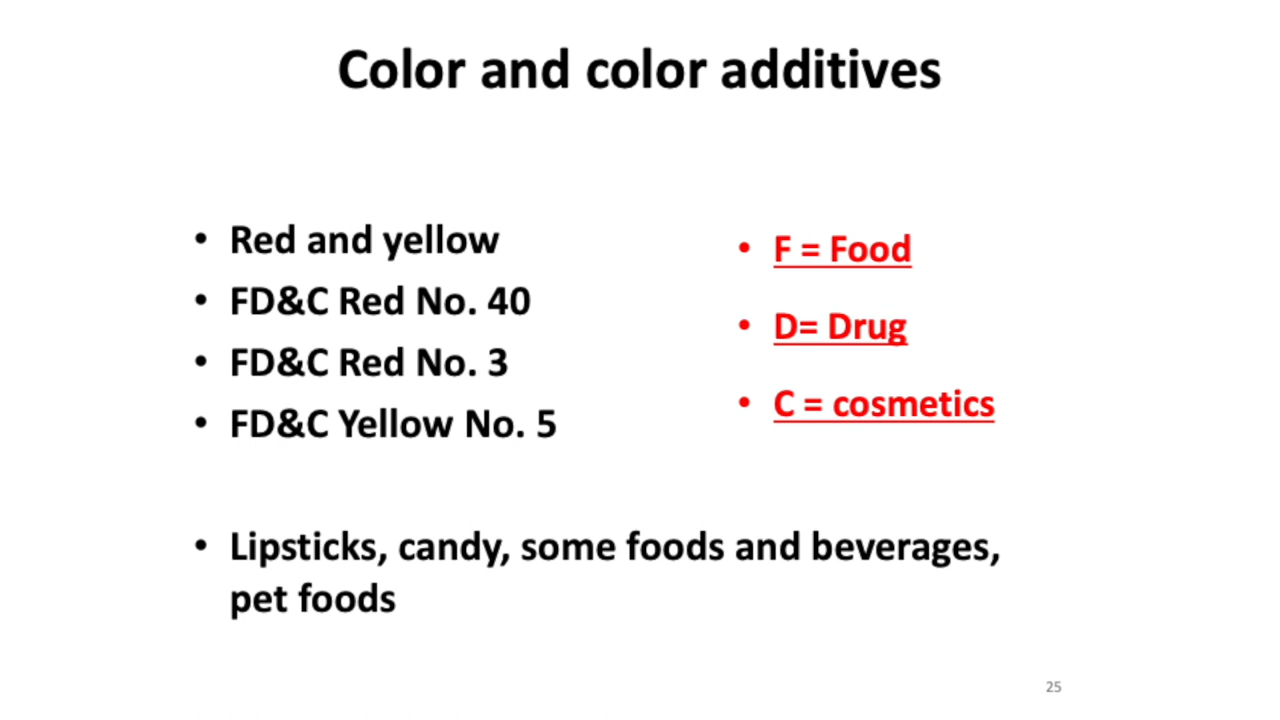 Color and color additives
• Red and yellow
• FD&C Red No. 40
• FD&C Red No. 3
• FD&C Yellow No. 5
• F = Food
• D= Drug
• C = cosmetics
• Lipsticks, candy, some foods and beverages,
pet foods
25